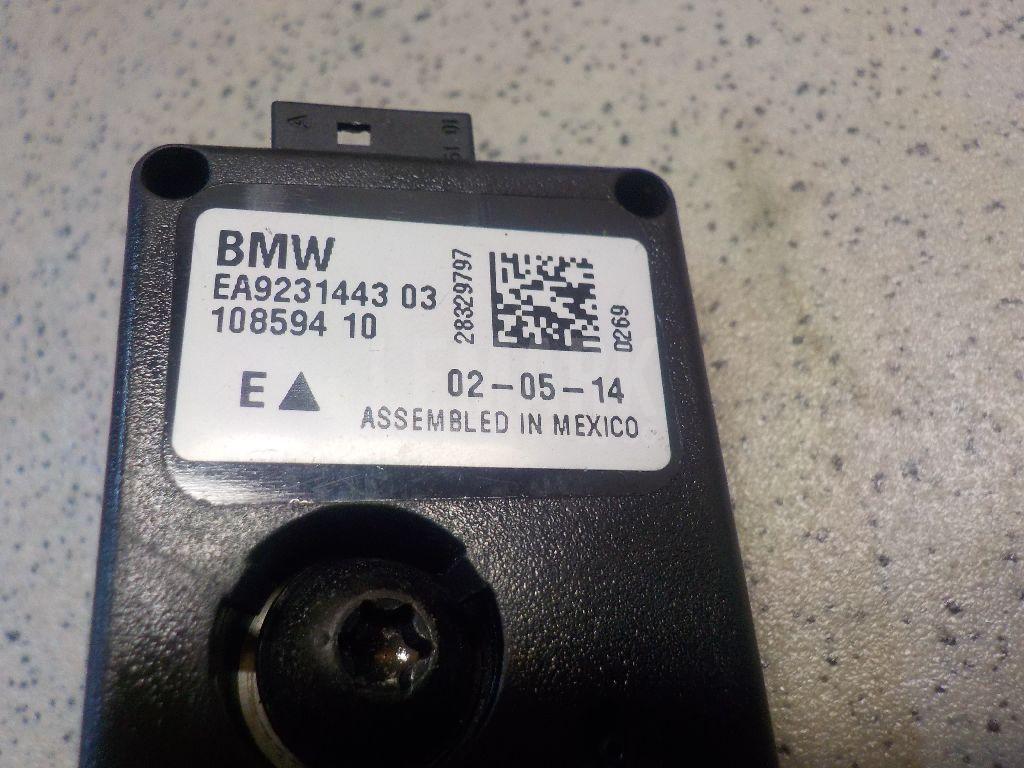 A
BMW
EA9231443 03
108594 10
28329797
0269
E
02-05-14
ASSEMBLED IN MEXICO